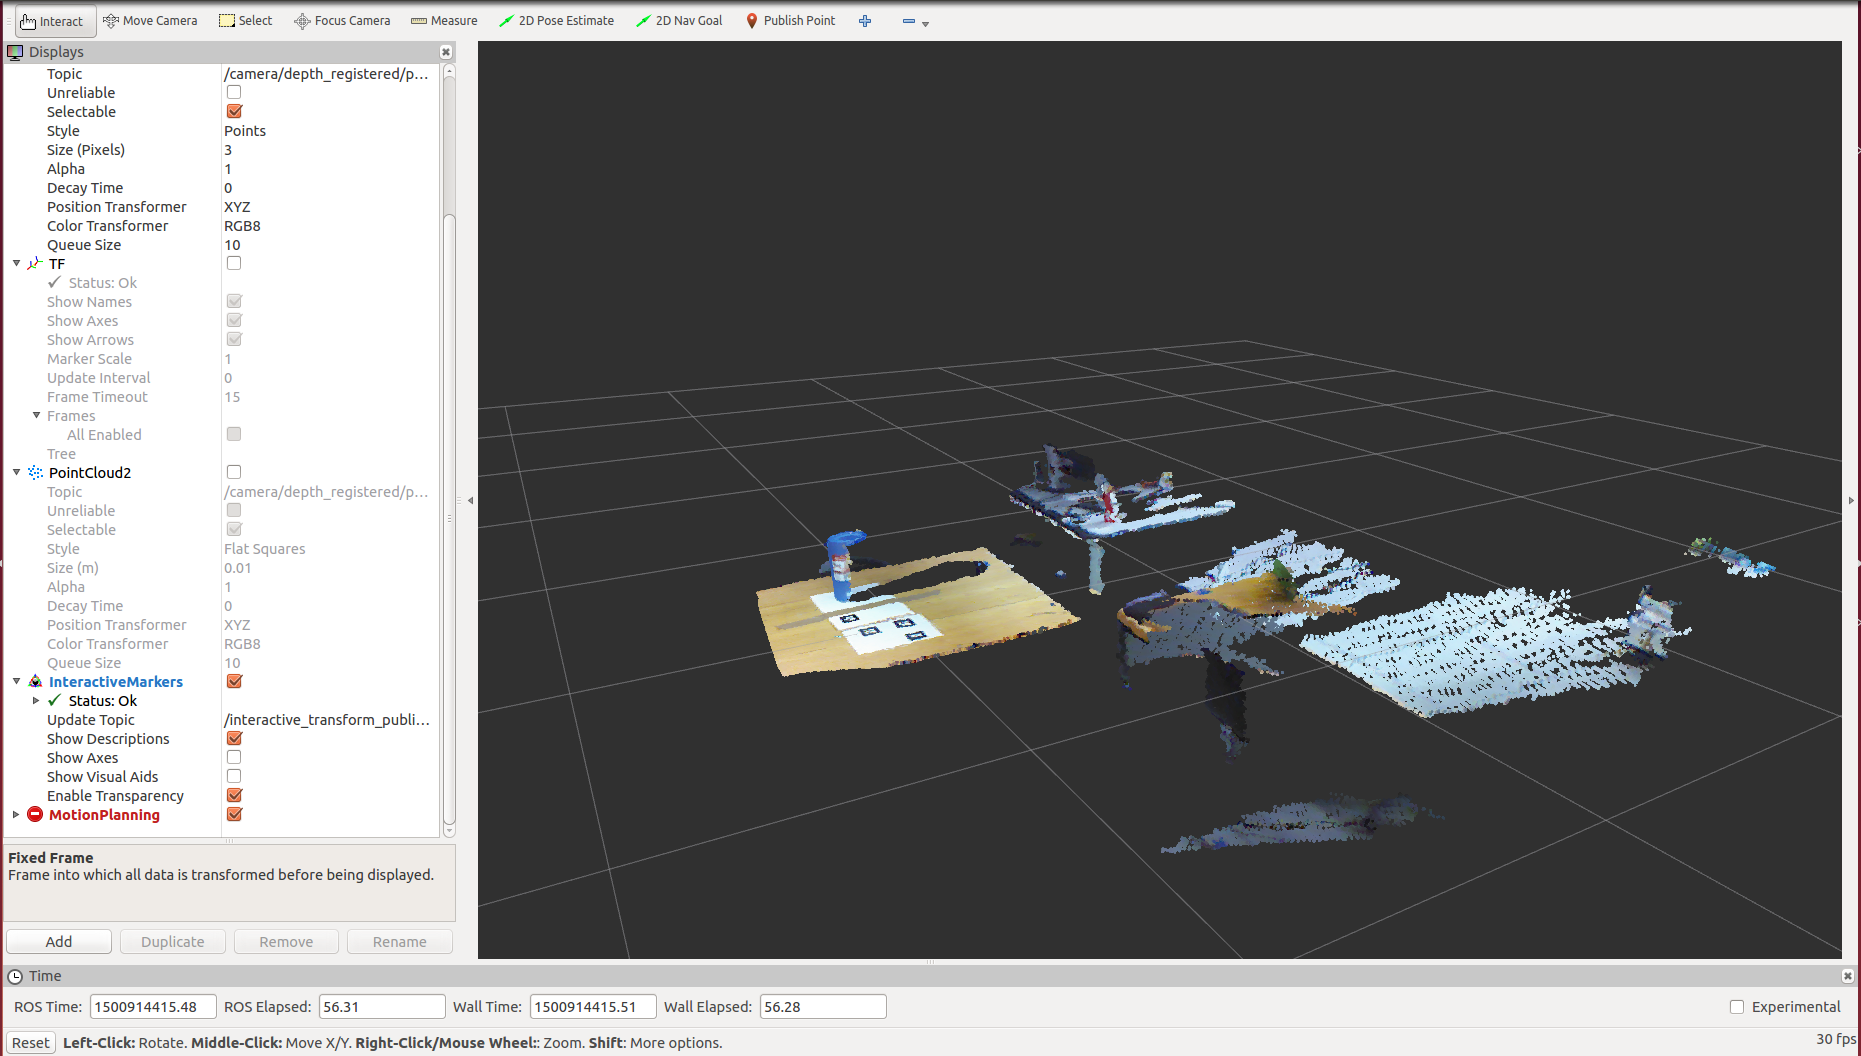 Interact Move Camera Select Focus Camera Measure 2D Pose Estimate 2D Nav Goal Publish Point
Displays
Topic /camera/depth_registered/p...
Unreliable
Selectable
Style Points
Size (Pixels) 3
Alpha 1
Decay Time 0
Position Transformer XYZ
Color Transformer RGB8
Queue Size 10
TF
Status: Ok
Show Names
Show Axes
Show Arrows
Marker Scale 1
Update Interval 0
Frame Timeout 15
Frames
All Enabled
Tree
PointCloud2
Topic /camera/depth_registered/p...
Unreliable
Selectable
Style Flat Squares
Size (m) 0.01
Alpha 1
Decay Time 0
Position Transformer XYZ
Color Transformer RGB8
Queue Size 10
InteractiveMarkers
Status: Ok
Update Topic /interactive_transform_publi...
Show Descriptions
Show Axes
Show Visual Aids
Enable Transparency
MotionPlanning
Fixed Frame
Frame into which all data is transformed before being displayed.
Add Duplicate Remove Rename
Time
ROS Time: 1500914415.48 ROS Elapsed: 56.31 Wall Time: 1500914415.51 Wall Elapsed: 56.28 Experimental
Reset Left-Click: Rotate. Middle-Click: Move X/Y. Right-Click/Mouse Wheel:: Zoom. Shift: More options. 30 fps